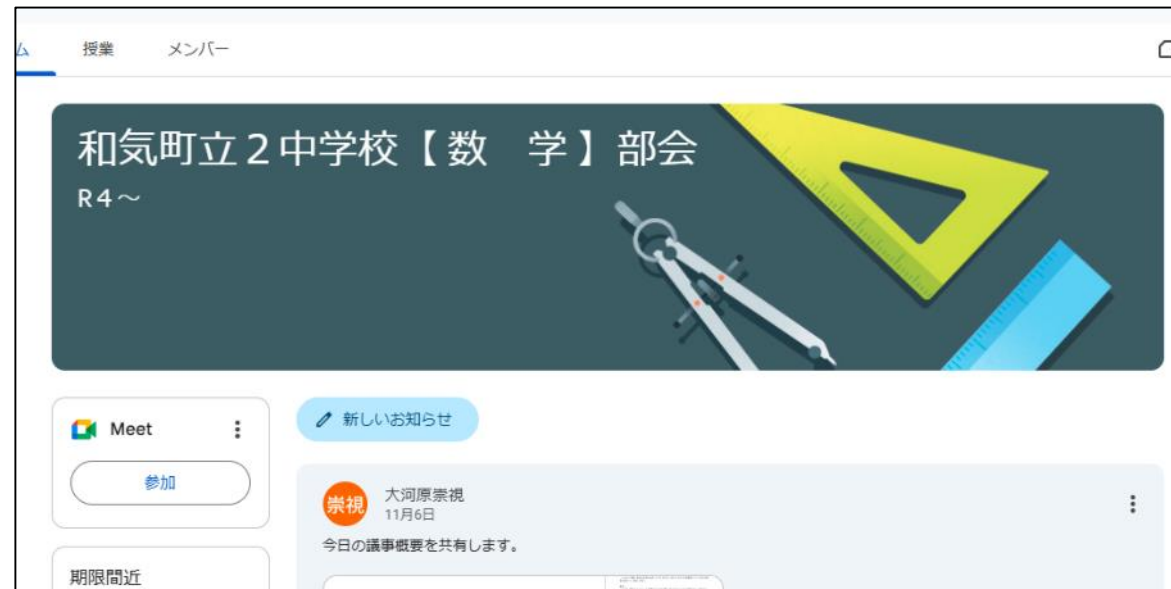 ム 授業 メンバー
和気町立２中学校【 数　学 】部会
R４～
Meet
参加
期限間近
新しいお知らせ
崇視 大河原崇視
11月6日
今日の議事概要を共有します。